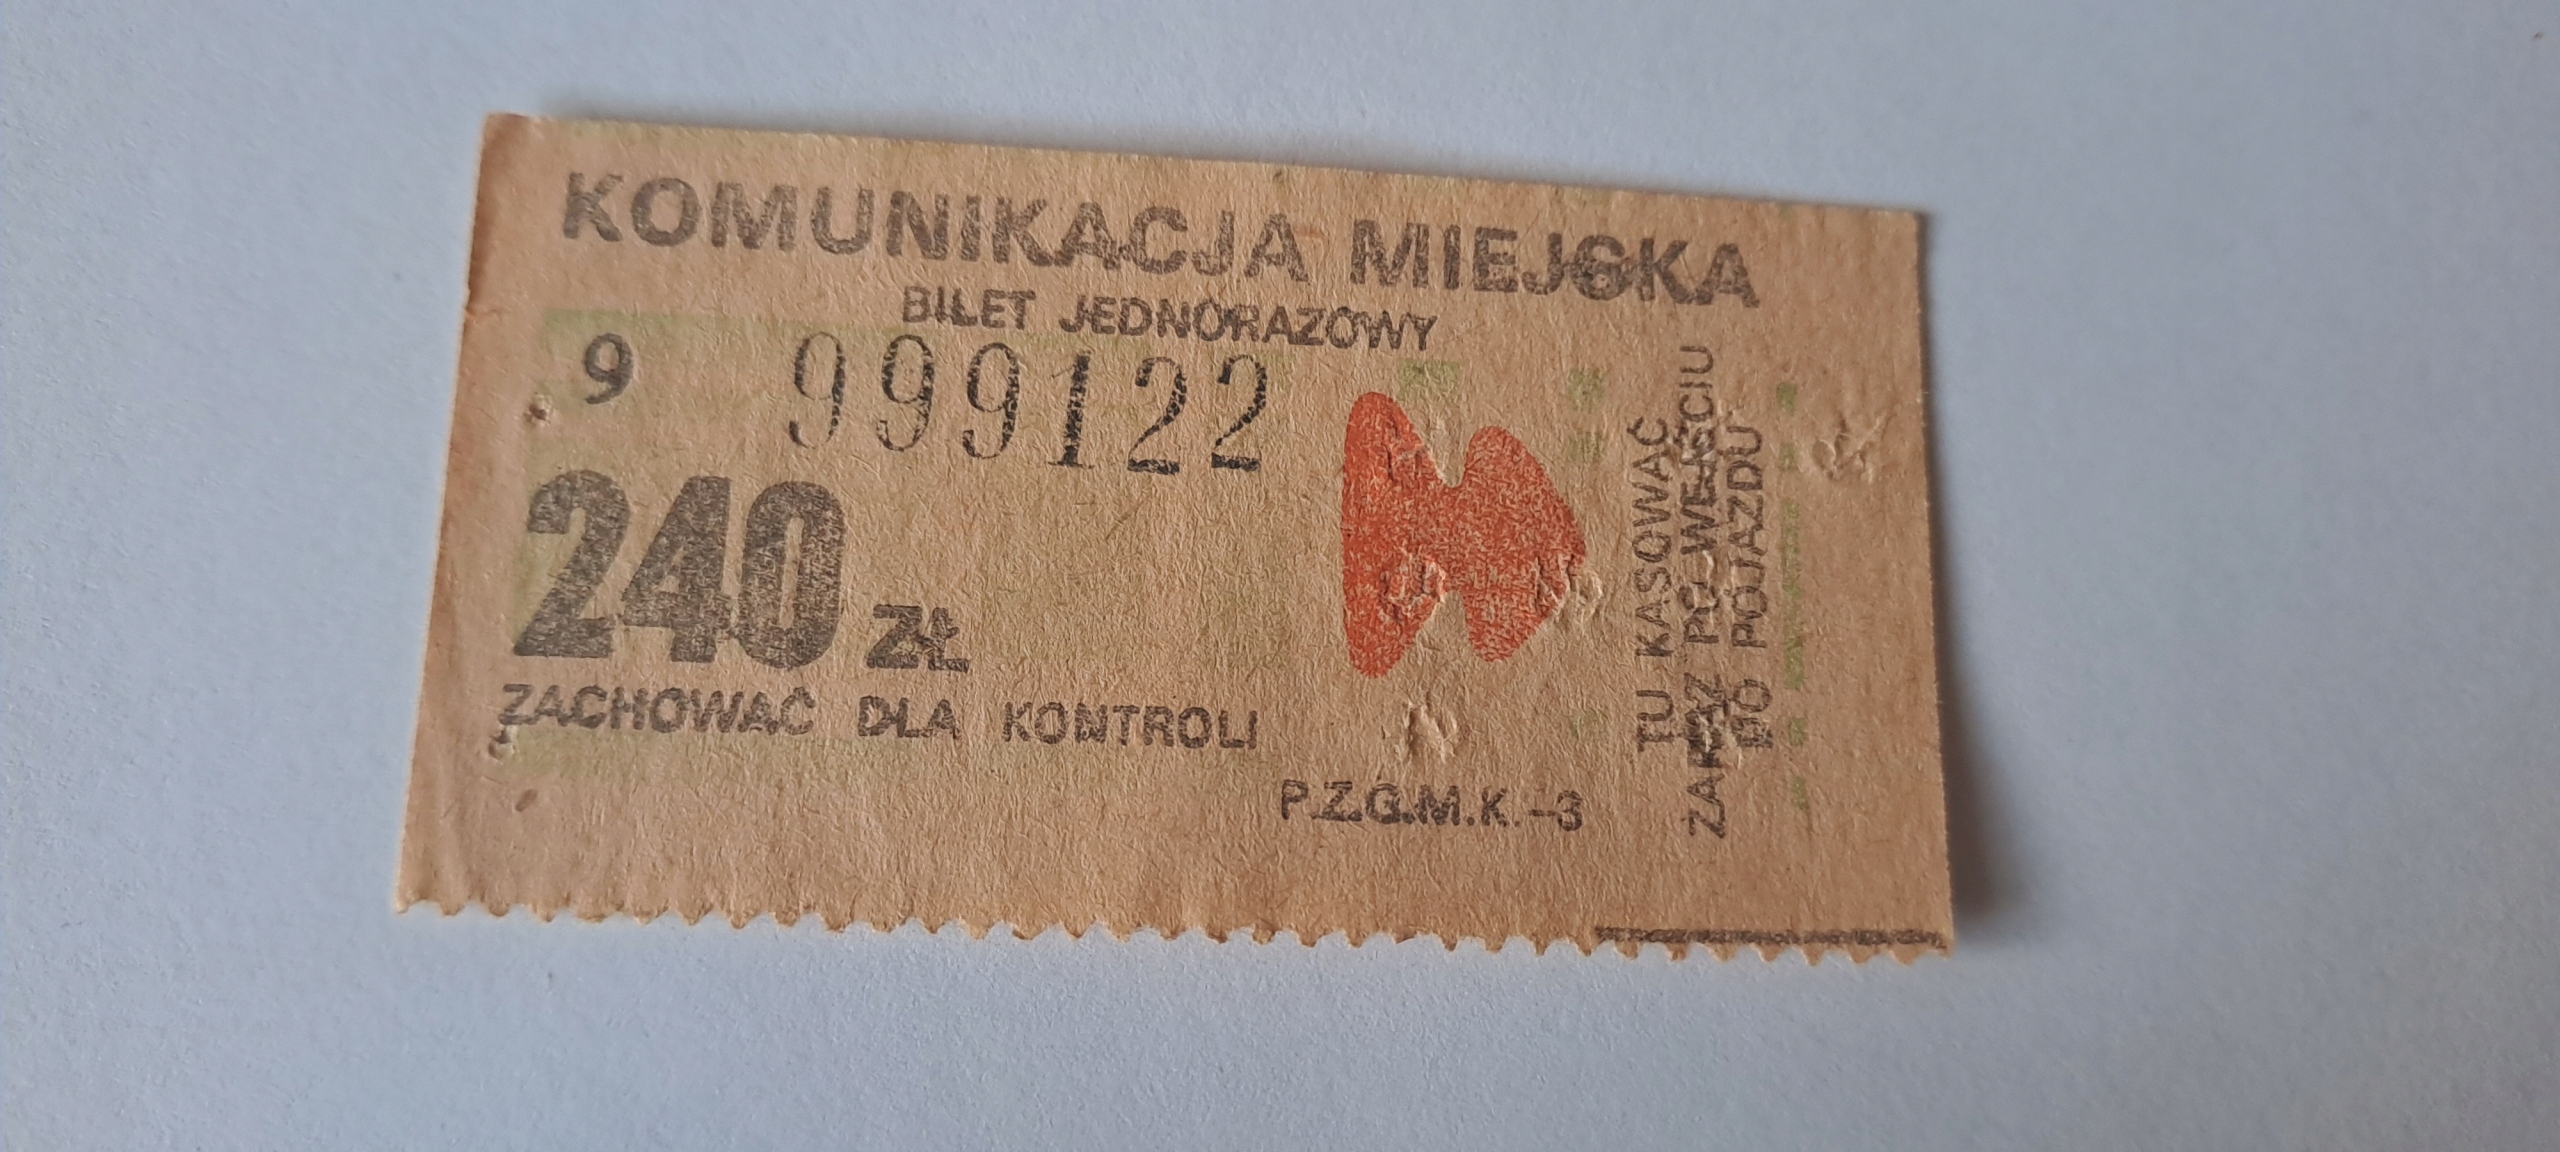 KOMUNIKACJA MIEJSKA
BILET JEDNORAZOWY
9 999122
240 ZŁ
ZACHOWAĆ DLA KONTROLI
P.Z.G.M.K.-3
TU KASOWAĆ
ZARAZ PO WEJŚCIU
DO POJAZDU